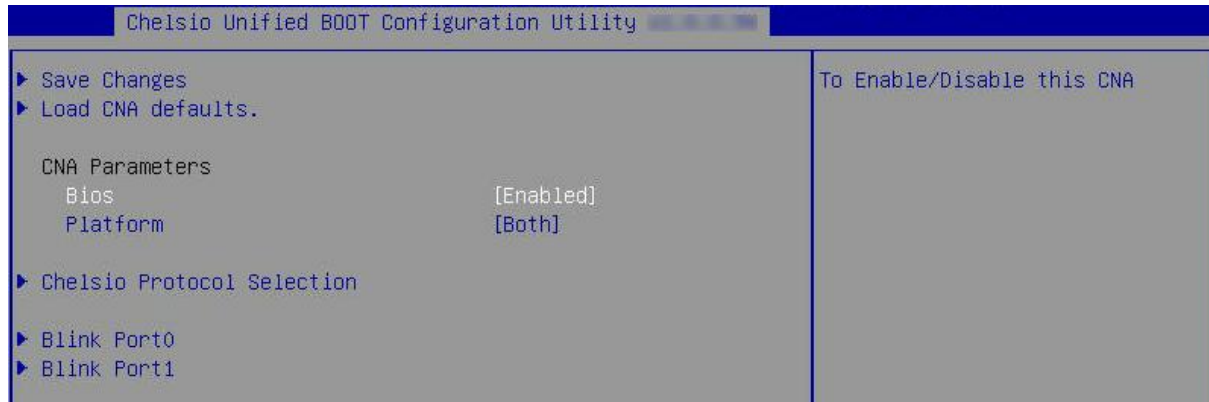 Chelsio Unified BOOT Configuration Utility
Save Changes
Load CNA defaults.
CNA Parameters
Bios [Enabled]
Platform [Both]
Chelsio Protocol Selection
Blink Port0
Blink Port1
To Enable/Disable this CNA